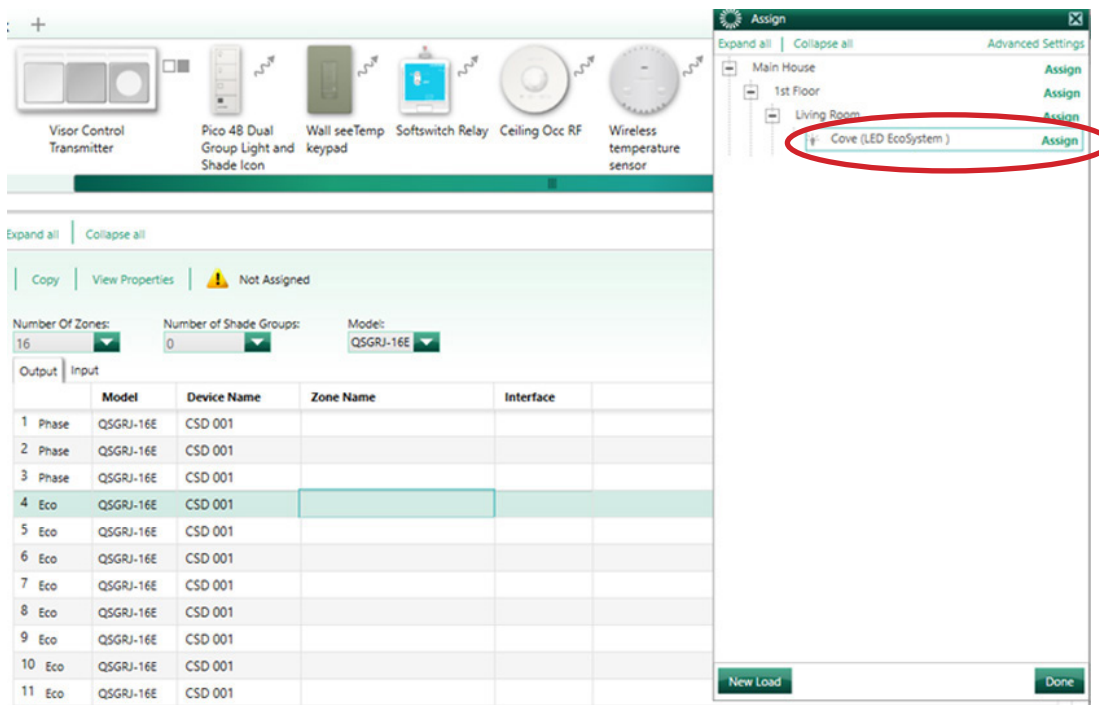 +
Visor Control
Transmitter
Pico 4B Dual
Group Light and
Shade Icon
Wall seeTemp
keypad
Softswitch Relay
Ceiling Occ RF
Wireless
temperature
sensor
Expand all | Collapse all
Copy | View Properties | Not Assigned
Number Of Zones: Number of Shade Groups: Model:
16 0 QSGRJ-16E
Output Input
Model Device Name Zone Name Interface
1 Phase QSGRJ-16E CSD 001
2 Phase QSGRJ-16E CSD 001
3 Phase QSGRJ-16E CSD 001
4 Eco QSGRJ-16E CSD 001
5 Eco QSGRJ-16E CSD 001
6 Eco QSGRJ-16E CSD 001
7 Eco QSGRJ-16E CSD 001
8 Eco QSGRJ-16E CSD 001
9 Eco QSGRJ-16E CSD 001
10 Eco QSGRJ-16E CSD 001
11 Eco QSGRJ-16E CSD 001
Assign
Expand all | Collapse all Advanced Settings
Main House Assign
1st Floor Assign
Living Room Assign
Cove (LED EcoSystem ) Assign
New Load Done